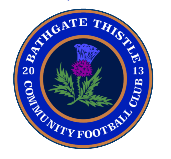 BATHGATE THISTLE
20 13
COMMUNITY FOOTBALL CLUB